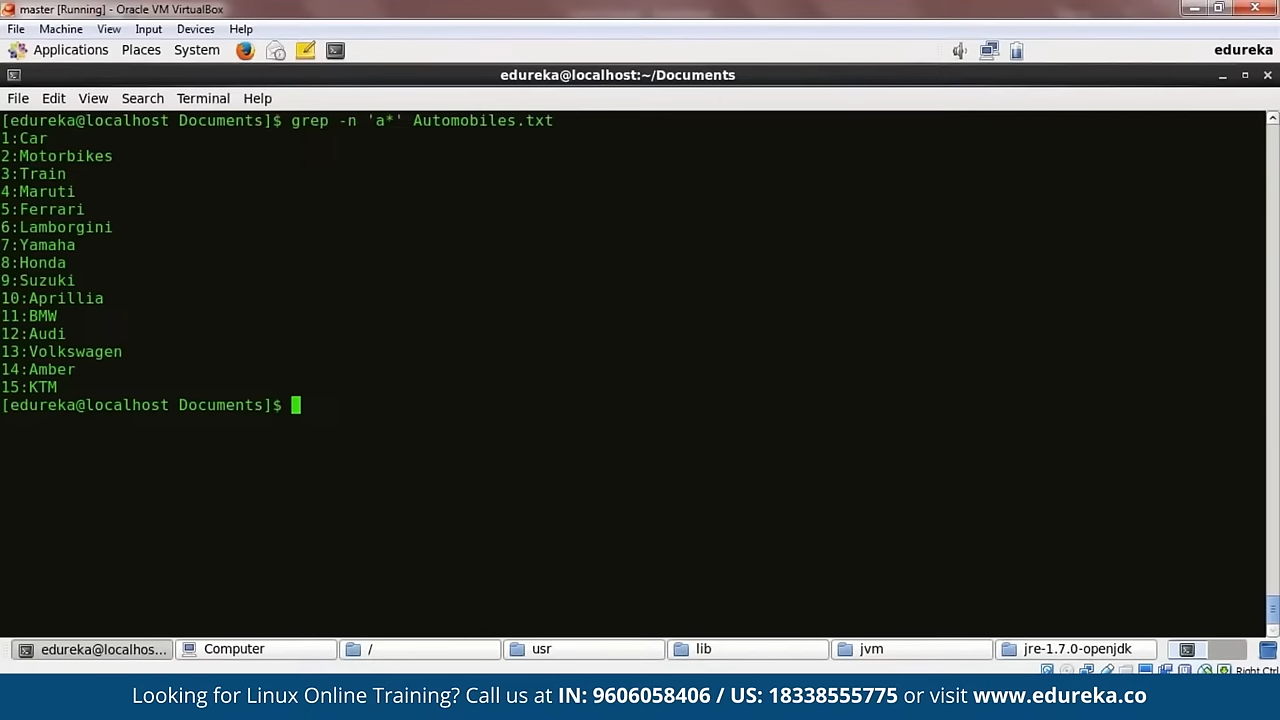 master [Running] - Oracle VM VirtualBox
File Machine View Input Devices Help
Applications Places System edureka
edureka@localhost:~/Documents
File Edit View Search Terminal Help
[edureka@localhost Documents]$ grep -n 'a*' Automobiles.txt
1:Car
2:Motorbikes
3:Train
4:Maruti
5:Ferrari
6:Lamborgini
7:Yamaha
8:Honda
9:Suzuki
10:Aprillia
11:BMW
12:Audi
13:Volkswagen
14:Amber
15:KTM
[edureka@localhost Documents]$
edureka@localhos... Computer / usr lib jvm jre-1.7.0-openjdk
Right Ctrl
Looking for Linux Online Training? Call us at IN: 9606058406 / US: 18338555775 or visit www.edureka.co